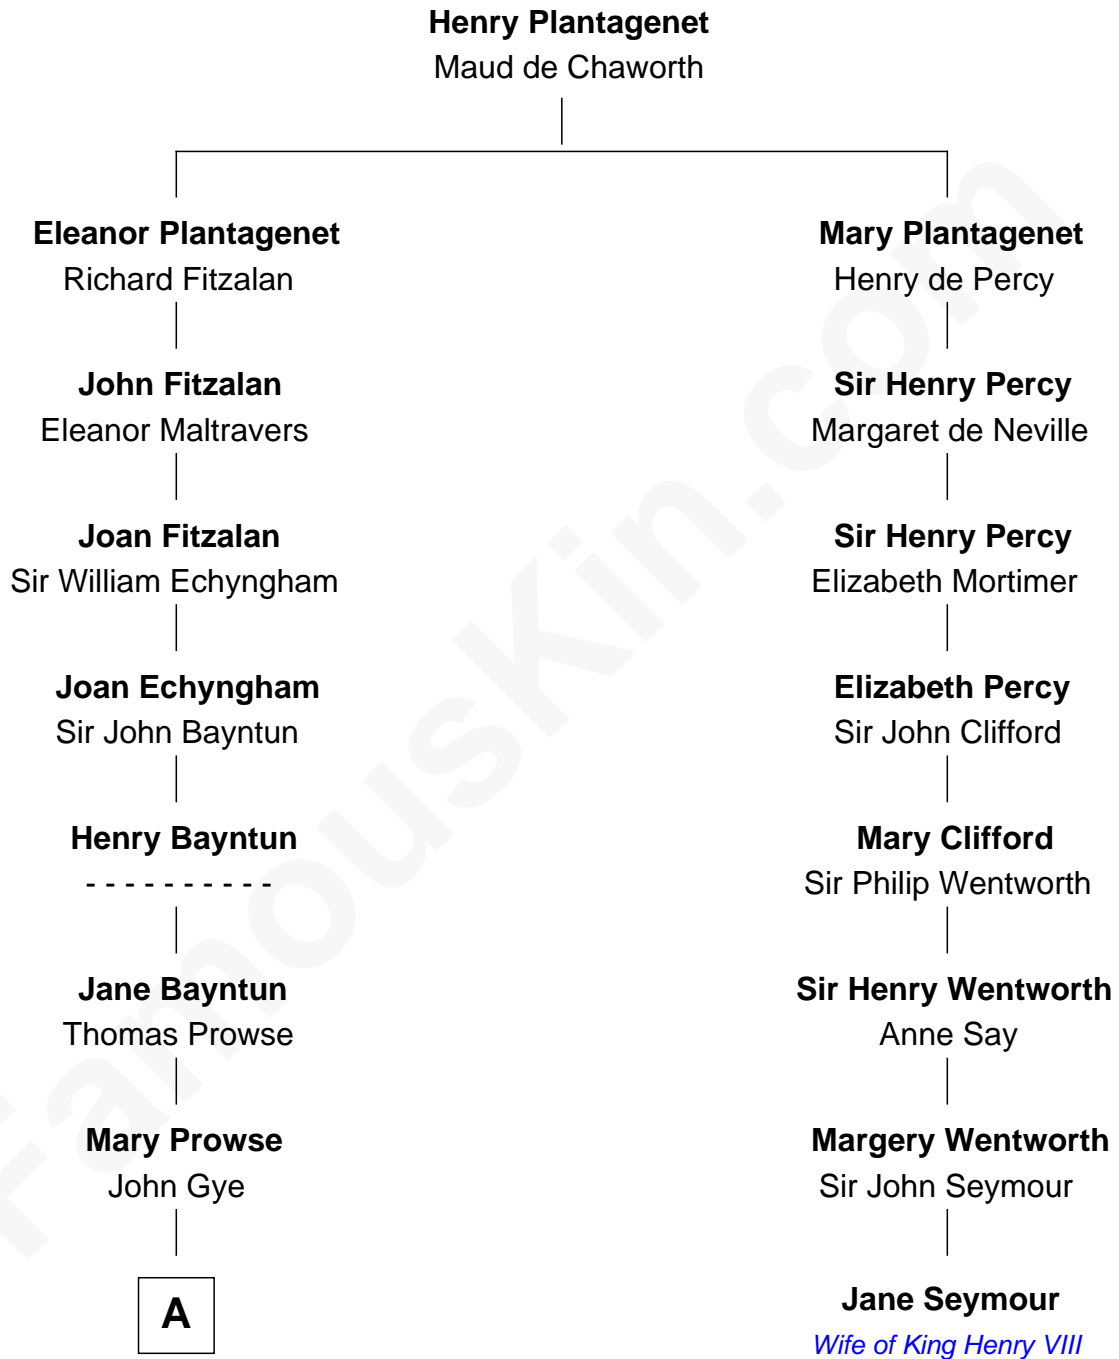 Henry Plantagenet
Maud de Chaworth
Eleanor Plantagenet
Richard Fitzalan
John Fitzalan
Eleanor Maltravers
Joan Fitzalan
Sir William Echyngham
Joan Echyngham
Sir John Bayntun
Henry Bayntun
- - - - - - - - - -
Jane Bayntun
Thomas Prowse
Mary Prowse
John Gye
A
Mary Plantagenet
Henry de Percy
Sir Henry Percy
Margaret de Neville
Sir Henry Percy
Elizabeth Mortimer
Elizabeth Percy
Sir John Clifford
Mary Clifford
Sir Philip Wentworth
Sir Henry Wentworth
Anne Say
Margery Wentworth
Sir John Seymour
Jane Seymour
Wife of King Henry VIII
FamousKin.com